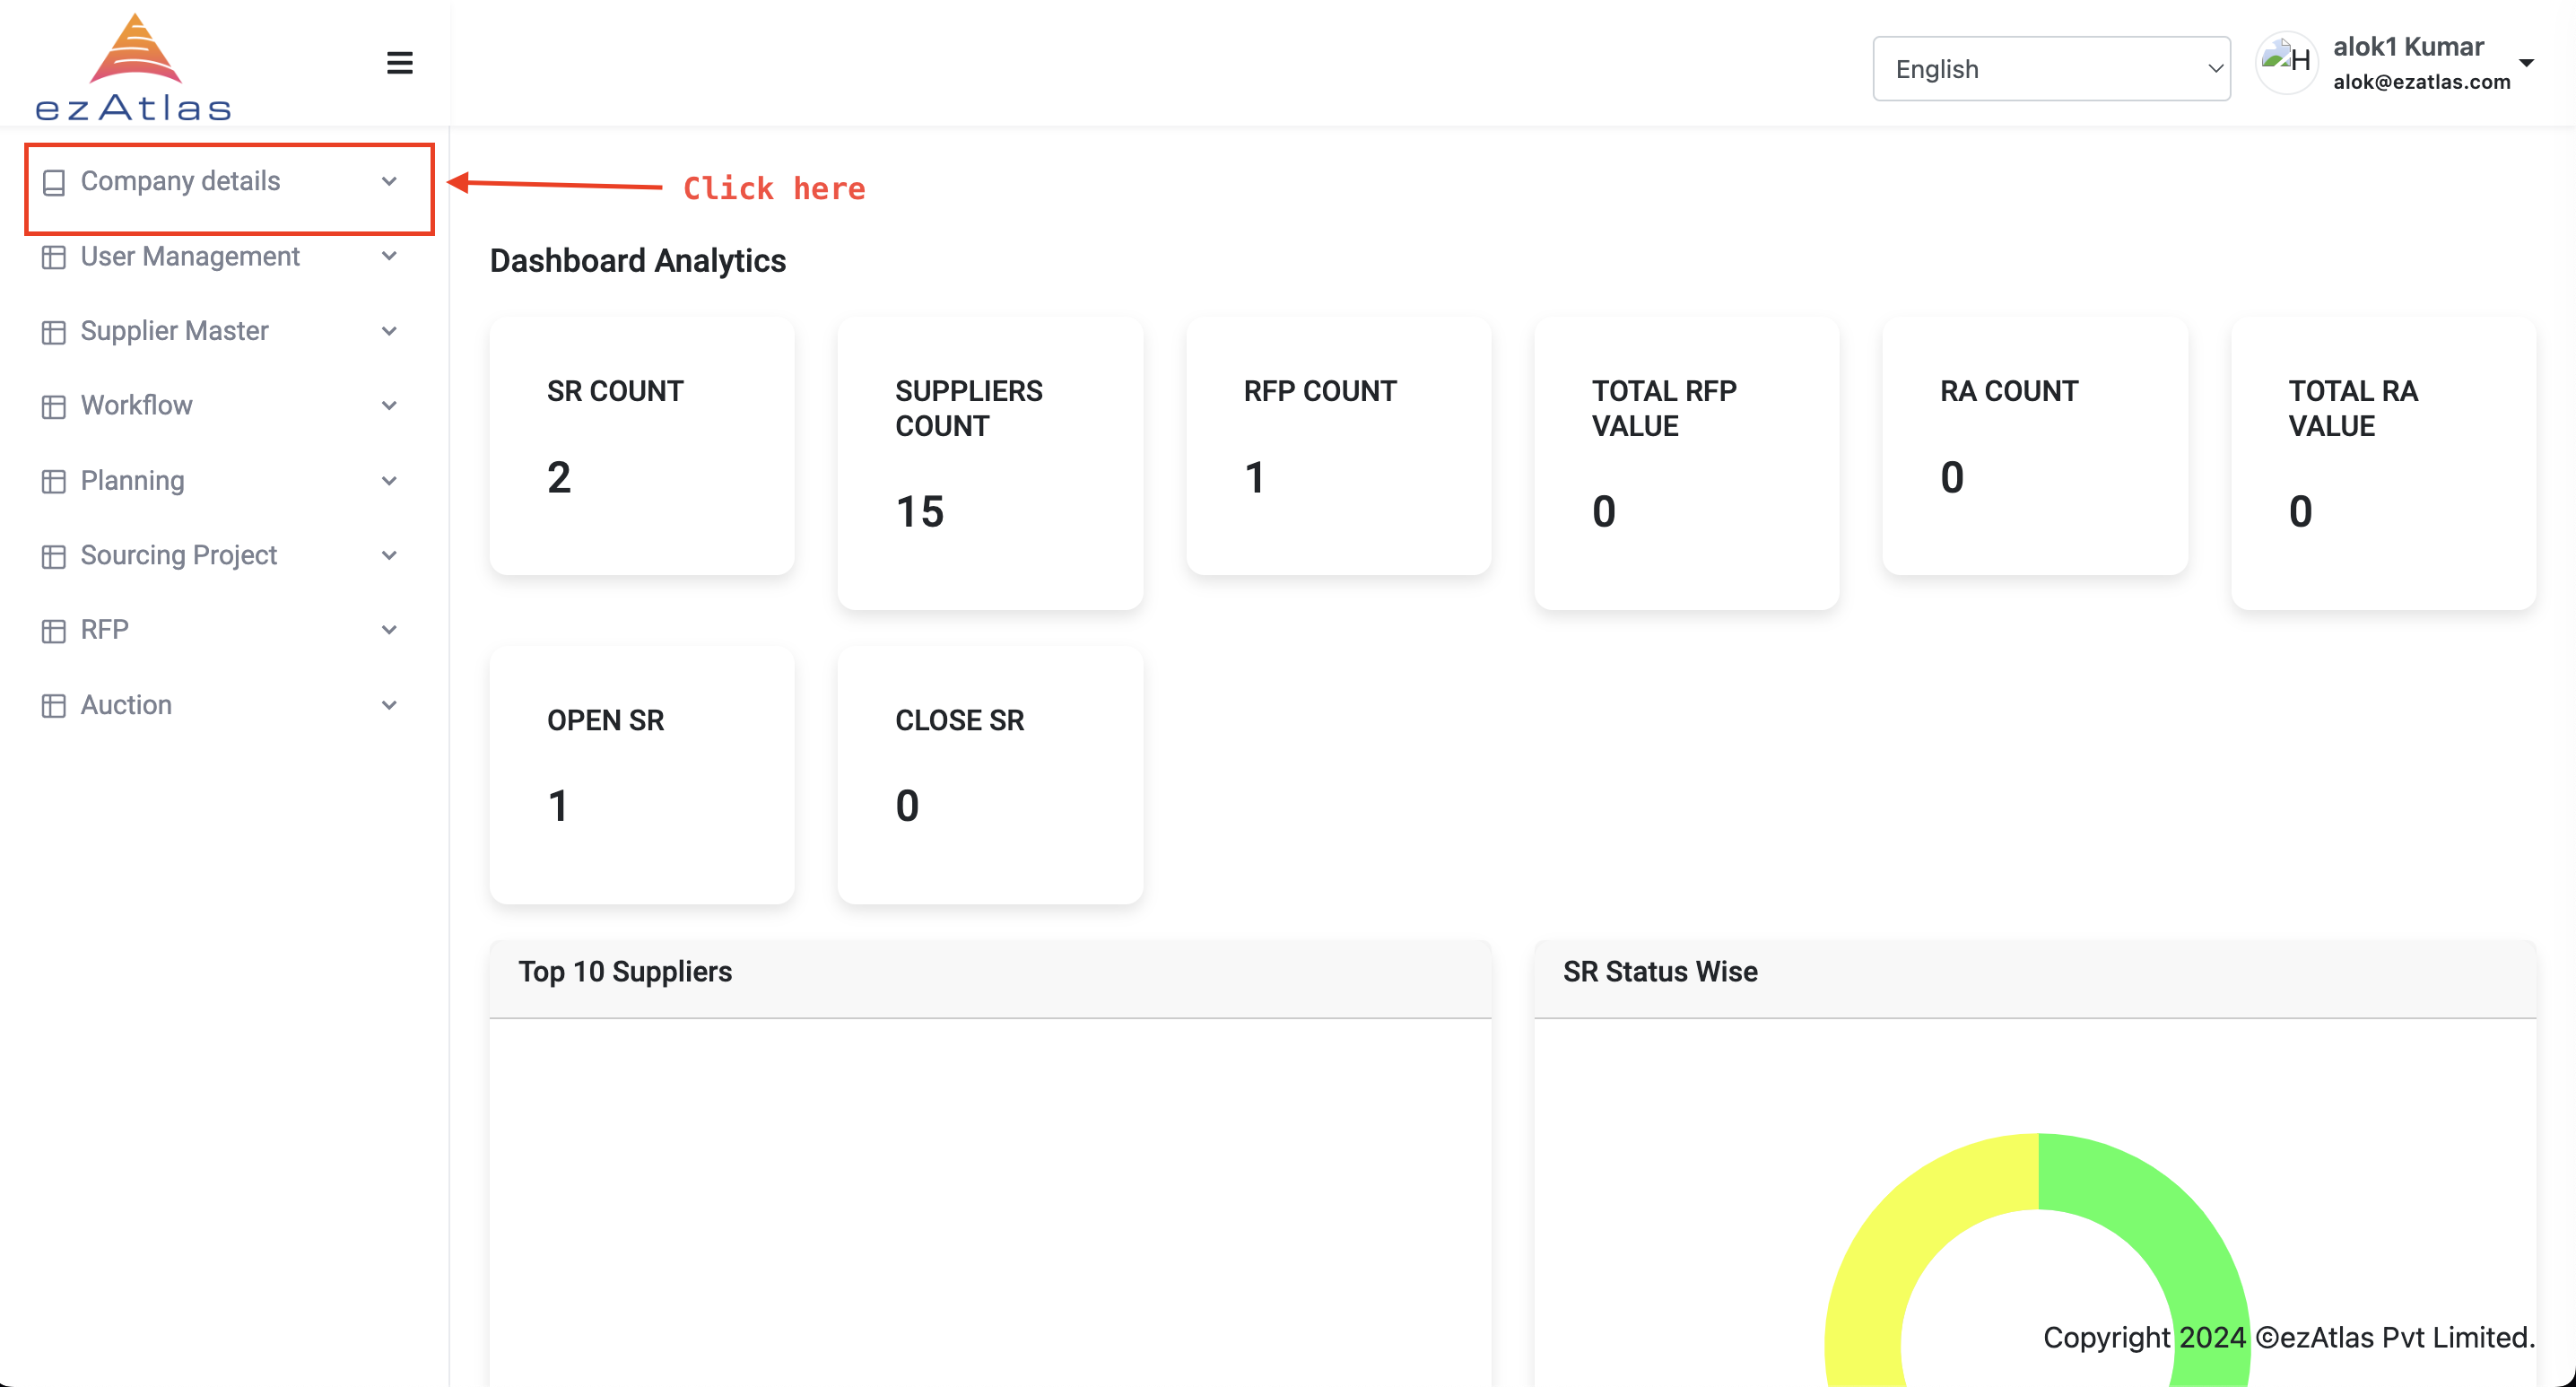 ezAtlas
English
alok1 Kumar
alok@ezatlas.com
H
Company details
Click here
User Management
Supplier Master
Workflow
Planning
Sourcing Project
RFP
Auction
Dashboard Analytics
SR COUNT
2
SUPPLIERS
COUNT
15
RFP COUNT
1
TOTAL RFP
VALUE
0
RA COUNT
0
TOTAL RA
VALUE
0
OPEN SR
1
CLOSE SR
0
Top 10 Suppliers
SR Status Wise
Copyright 2024 ©ezAtlas Pvt Limited.